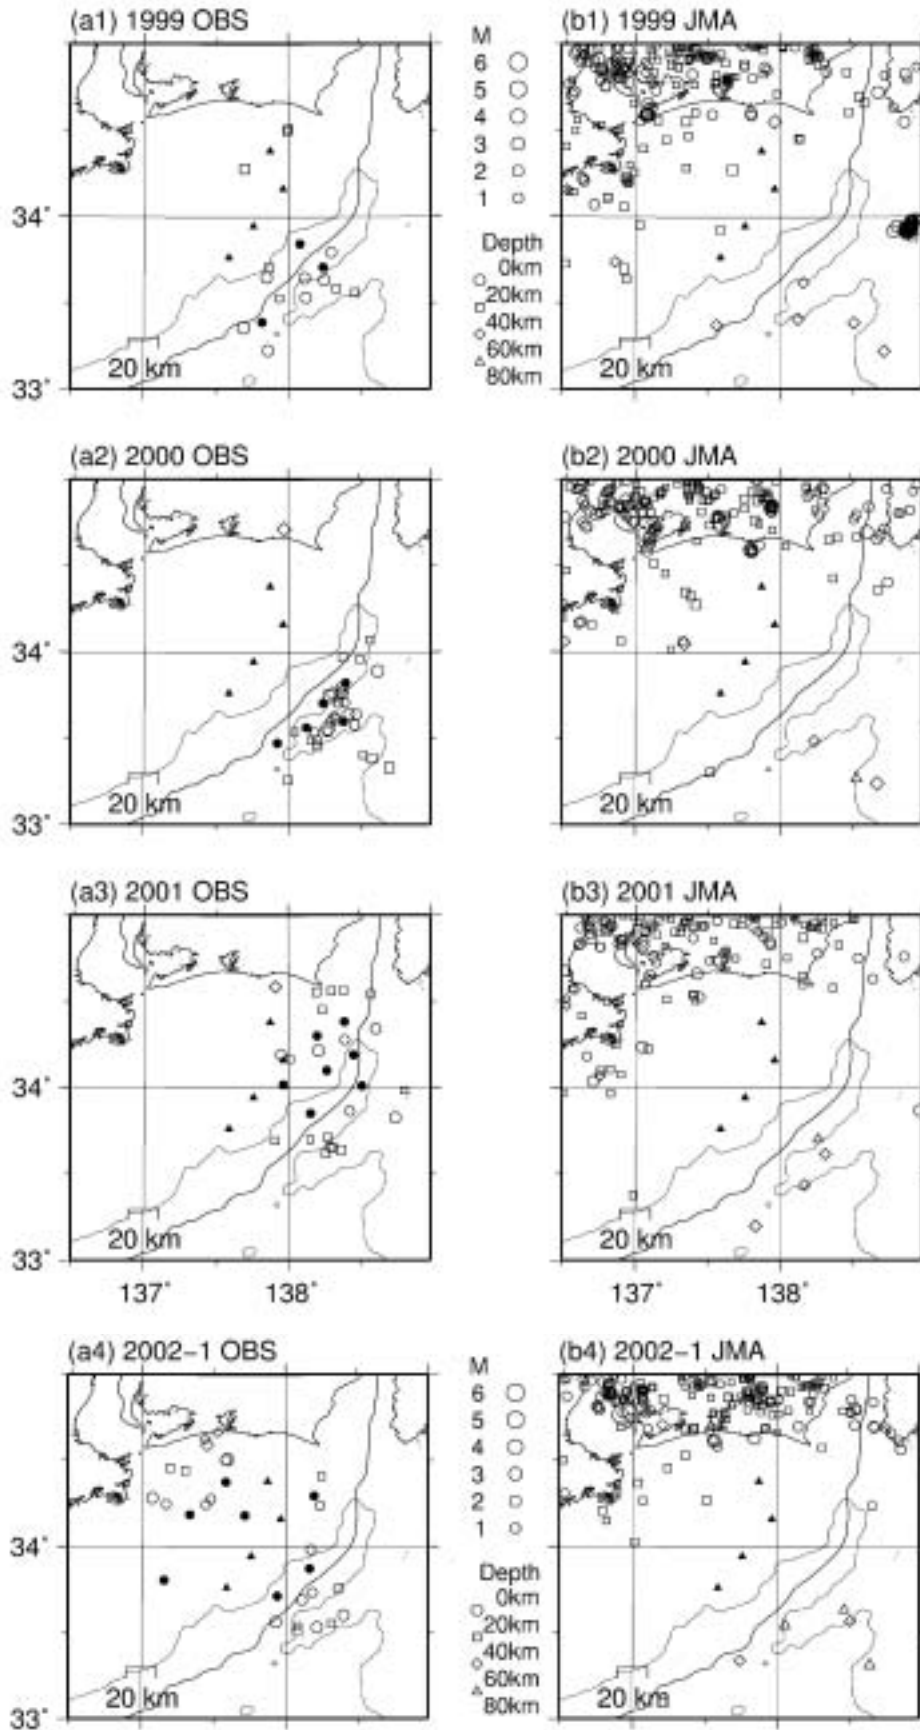 (a1) 1999 OBS
(b1) 1999 JMA
M
6
5
4
3
2
1
Depth
0km
20km
40km
60km
80km
34°
33°
20 km
20 km
(a2) 2000 OBS
(b2) 2000 JMA
34°
33°
20 km
20 km
(a3) 2001 OBS
(b3) 2001 JMA
34°
33°
20 km
20 km
137°
138°
137°
138°
(a4) 2002-1 OBS
(b4) 2002-1 JMA
M
6
5
4
3
2
1
Depth
0km
20km
40km
60km
80km
34°
33°
20 km
20 km